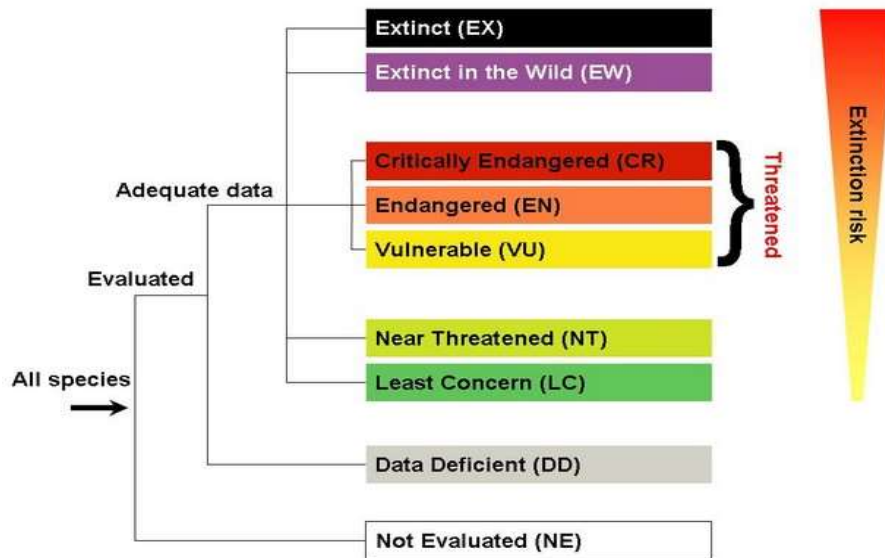 Extinct (EX)
Extinct in the Wild (EW)
Critically Endangered (CR)
Adequate data
Endangered (EN)
Vulnerable (VU)
Threatened
Extinction risk
Evaluated
Near Threatened (NT)
All species
Least Concern (LC)
Data Deficient (DD)
Not Evaluated (NE)